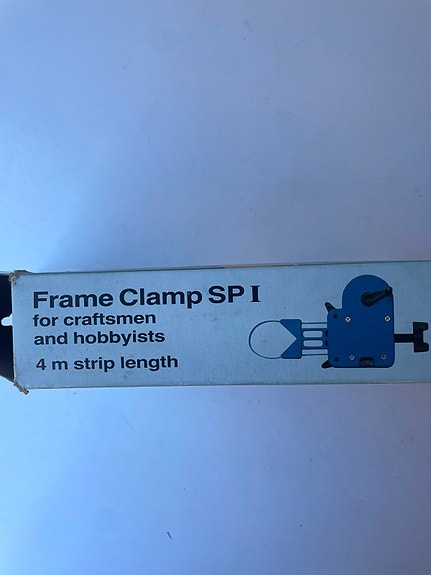 Frame Clamp SP I
for craftsmen
and hobbyists
4 m strip length